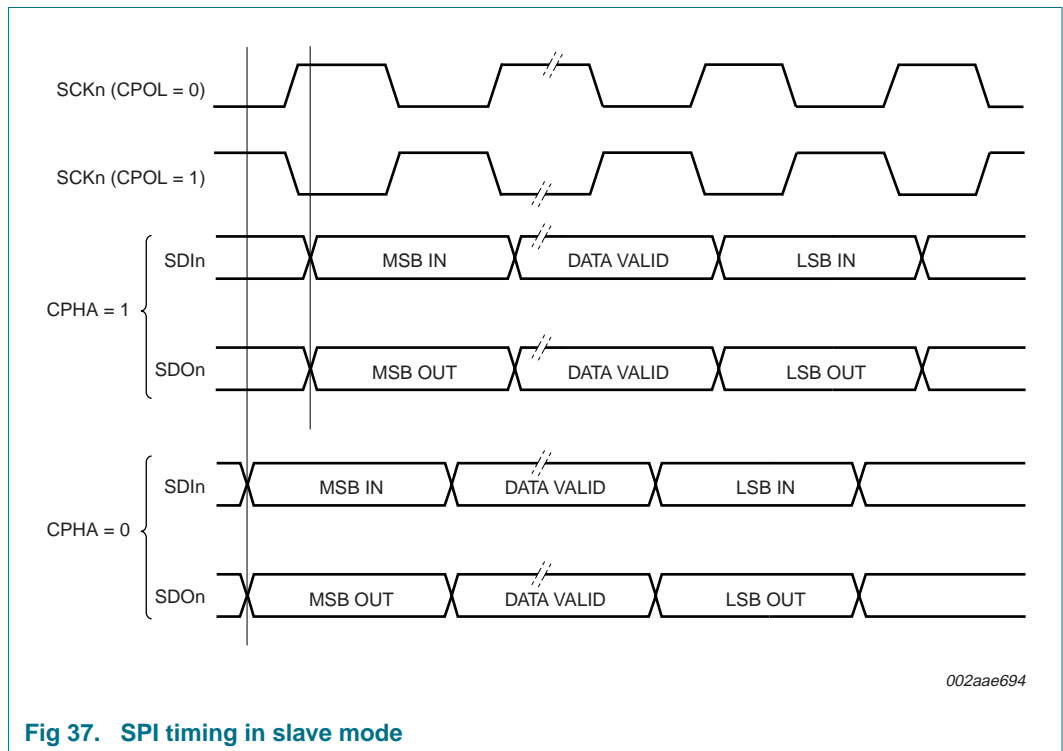 SCKn (CPOL = 0)
SCKn (CPOL = 1)
CPHA = 1
SDIn
MSB IN
DATA VALID
LSB IN
SDOn
MSB OUT
DATA VALID
LSB OUT
CPHA = 0
SDIn
MSB IN
DATA VALID
LSB IN
SDOn
MSB OUT
DATA VALID
LSB OUT
002aae694
Fig 37. SPI timing in slave mode